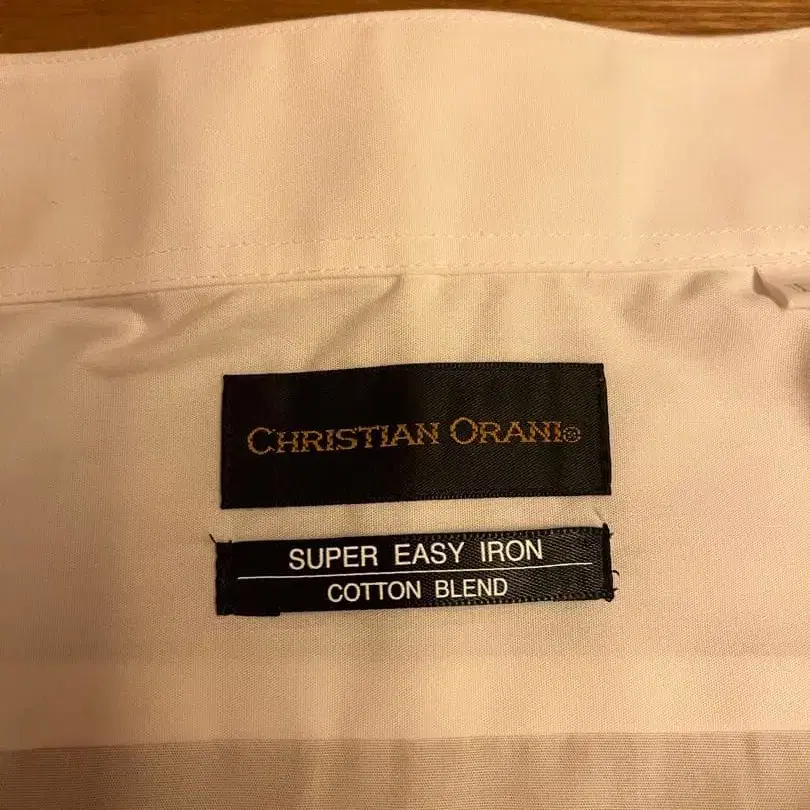 CHRISTIAN ORANI®
SUPER EASY IRON
COTTON BLEND